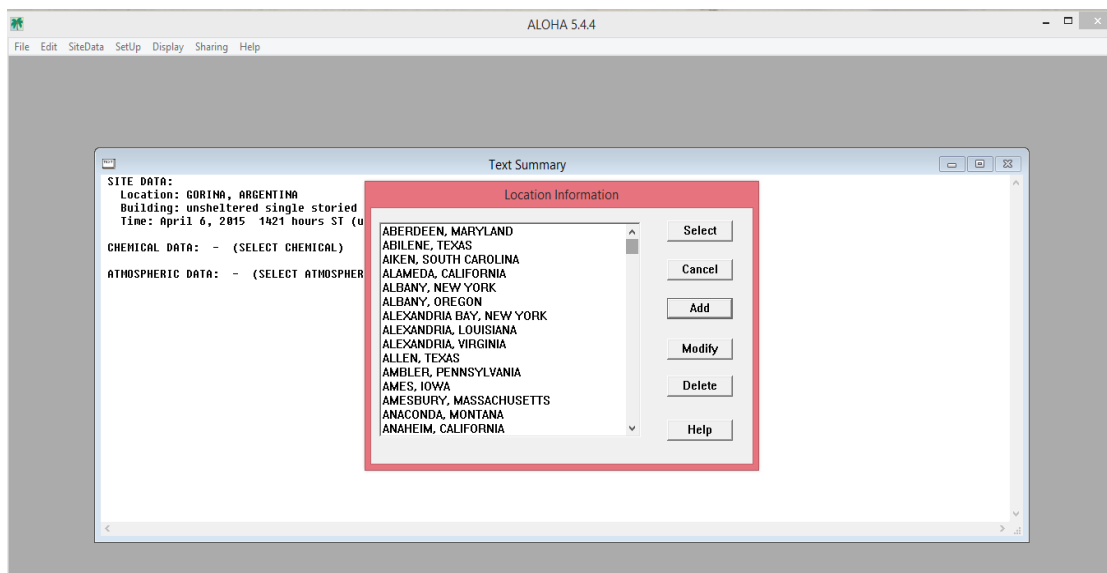 ALOHA 5.4.4
File Edit SiteData SetUp Display Sharing Help
Text Summary
SITE DATA:
Location: GORINA, ARGENTINA
Building: unsheltered single storied
Time: April 6, 2015 1421 hours ST (u
CHEMICAL DATA: - (SELECT CHEMICAL)
ATMOSPHERIC DATA: - (SELECT ATMOSPHER
Location Information
ABERDEEN, MARYLAND
ABILENE, TEXAS
AIKEN, SOUTH CAROLINA
ALAMEDA, CALIFORNIA
ALBANY, NEW YORK
ALBANY, OREGON
ALEXANDRIA BAY, NEW YORK
ALEXANDRIA, LOUISIANA
ALEXANDRIA, VIRGINIA
ALLEN, TEXAS
AMBLER, PENNSYLVANIA
AMES, IOWA
AMESBURY, MASSACHUSETTS
ANACONDA, MONTANA
ANAHEIM, CALIFORNIA
Select
Cancel
Add
Modify
Delete
Help